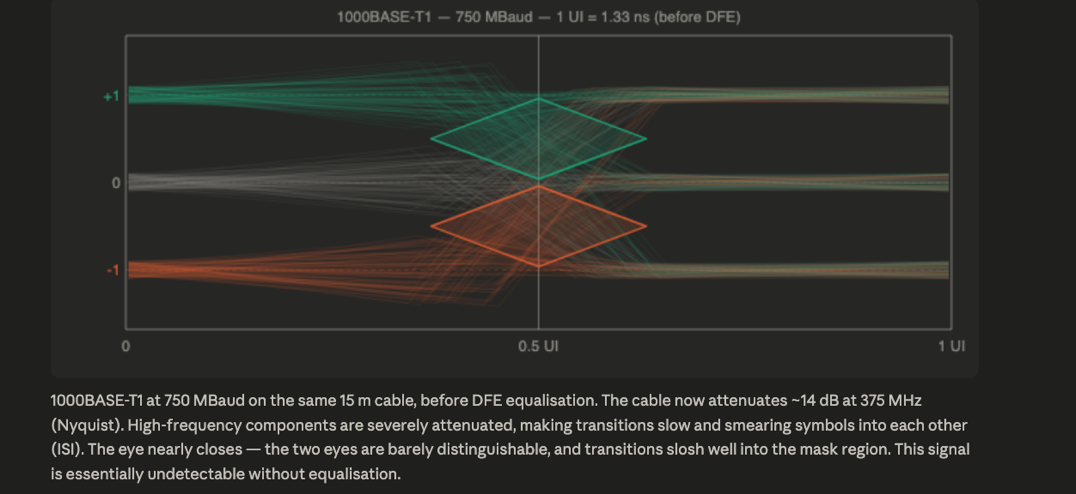 1000BASE-T1 — 750 MBaud — 1 UI = 1.33 ns (before DFE)
+1
0
-1
0
0.5 UI
1 UI
1000BASE-T1 at 750 MBaud on the same 15 m cable, before DFE equalisation. The cable now attenuates ~14 dB at 375 MHz
(Nyquist). High-frequency components are severely attenuated, making transitions slow and smearing symbols into each other
(ISI). The eye nearly closes — the two eyes are barely distinguishable, and transitions slosh well into the mask region. This signal
is essentially undetectable without equalisation.